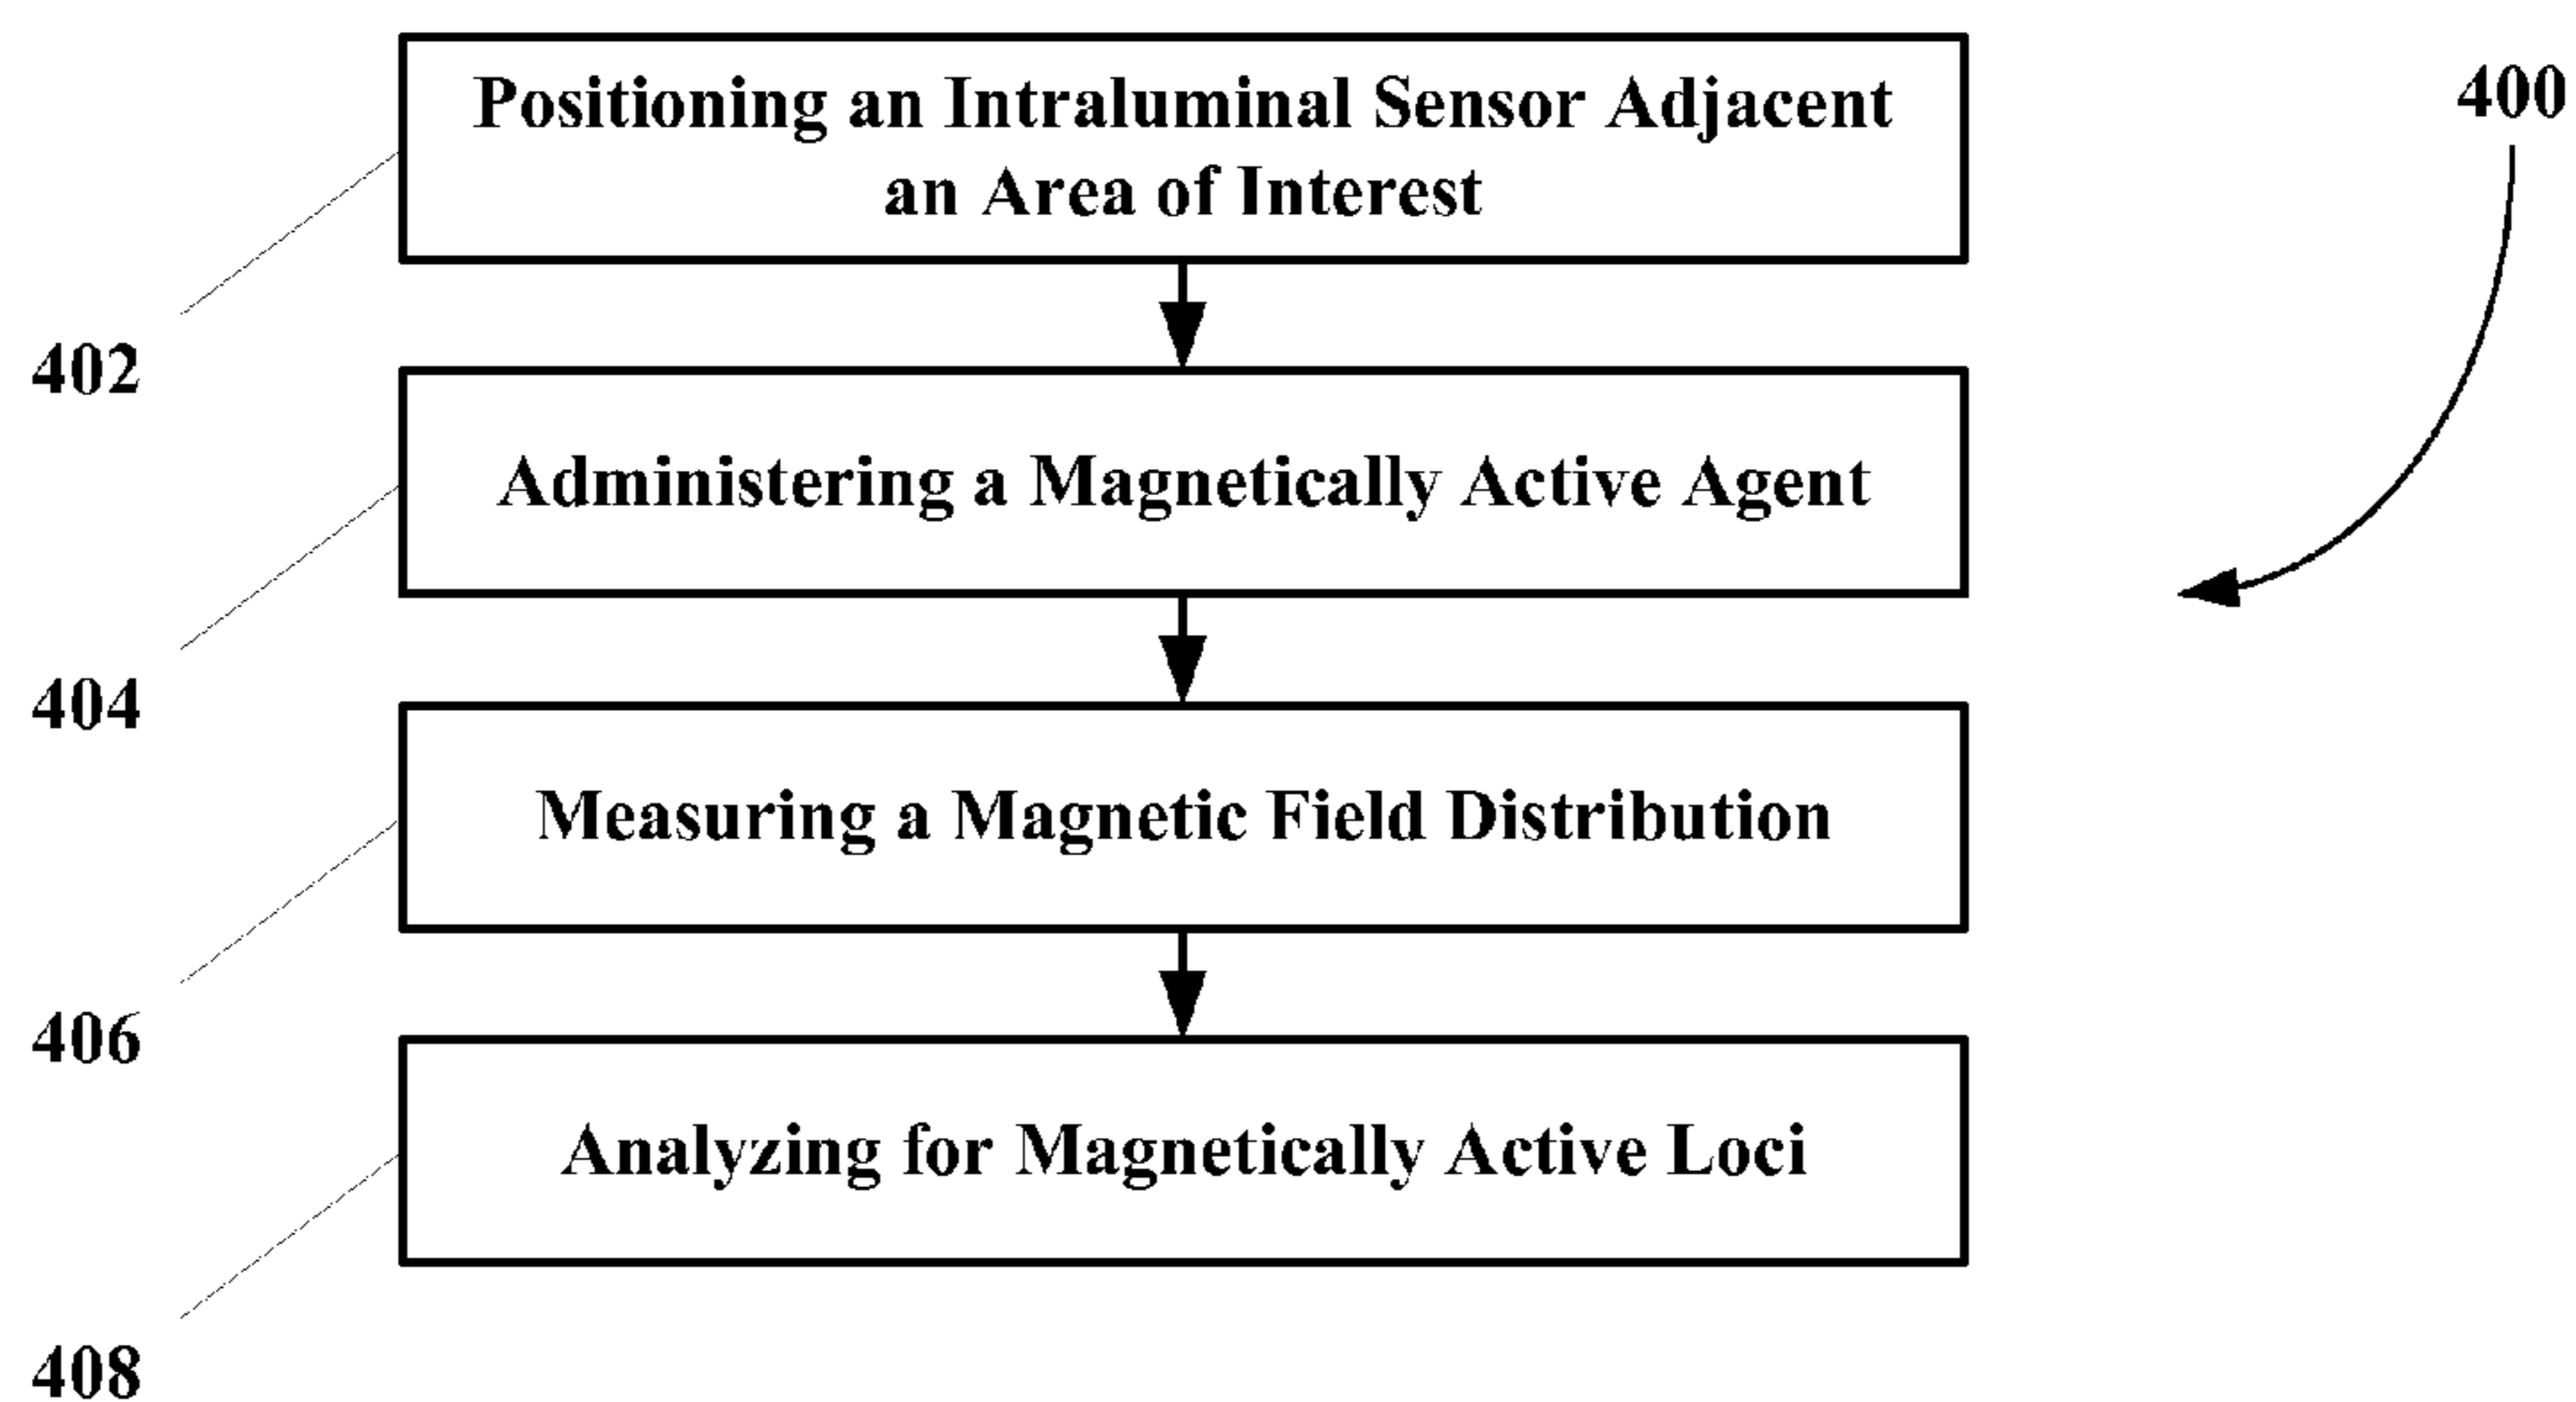 Positioning an Intraluminal Sensor Adjacent
an Area of Interest
400
402
Administering a Magnetically Active Agent
404
Measuring a Magnetic Field Distribution
406
Analyzing for Magnetically Active Loci
408